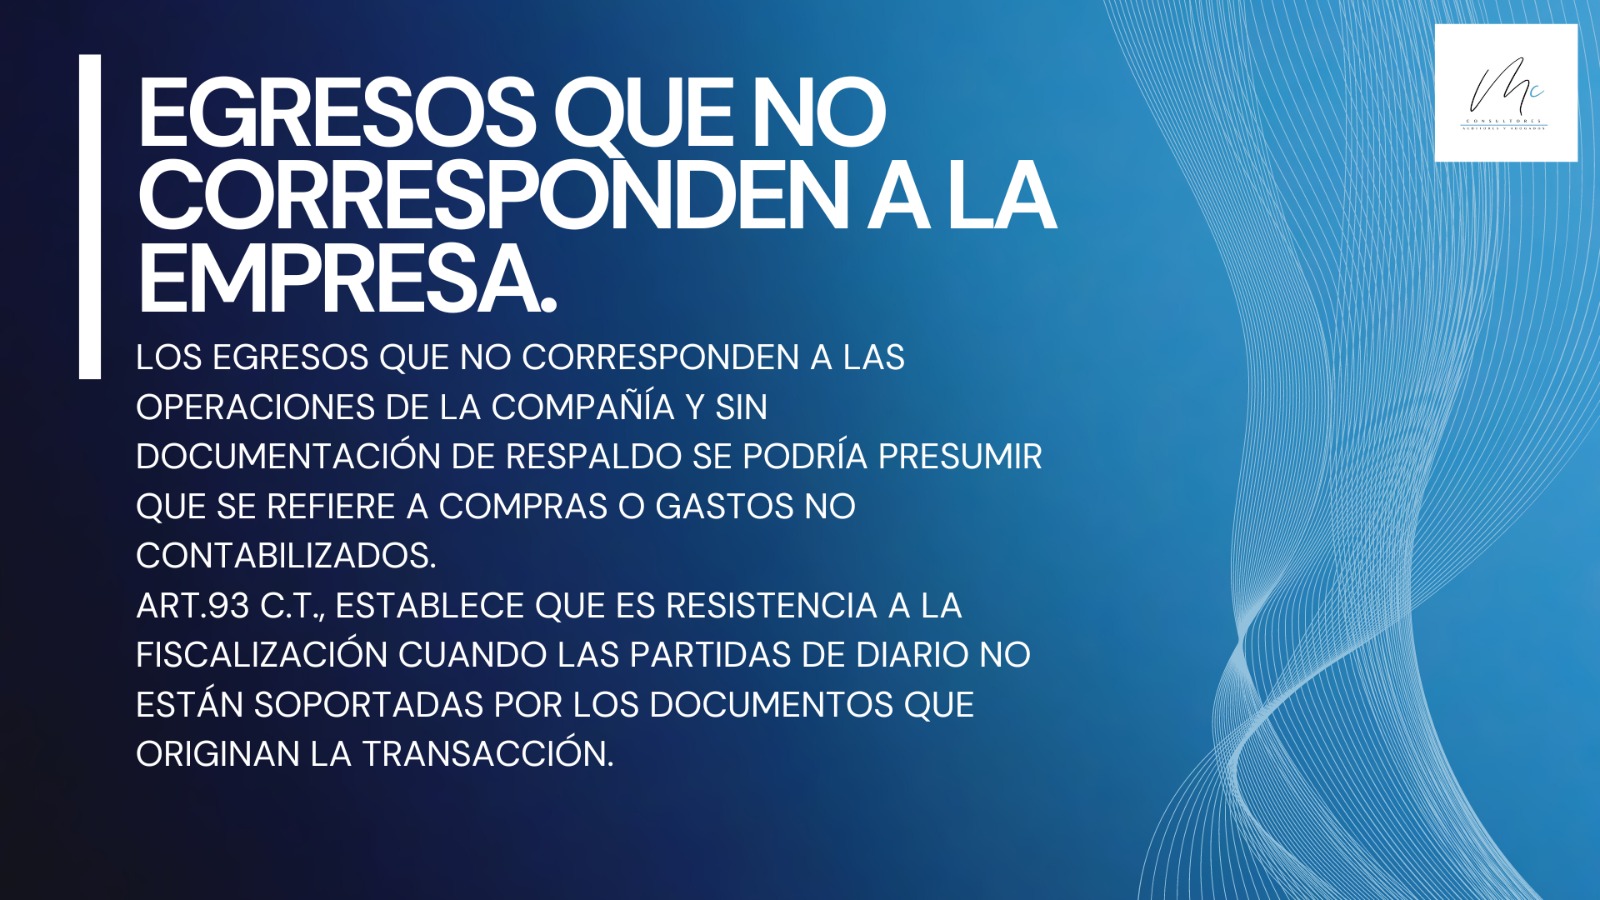 EGRESOS QUE NO
CORRESPONDEN A LA
EMPRESA.
LOS EGRESOS QUE NO CORRESPONDEN A LAS
OPERACIONES DE LA COMPAÑÍA Y SIN
DOCUMENTACIÓN DE RESPALDO SE PODRÍA PRESUMIR
QUE SE REFIERE A COMPRAS O GASTOS NO
CONTABILIZADOS.
ART.93 C.T., ESTABLECE QUE ES RESISTENCIA A LA
FISCALIZACIÓN CUANDO LAS PARTIDAS DE DIARIO NO
ESTÁN SOPORTADAS POR LOS DOCUMENTOS QUE
ORIGINAN LA TRANSACCIÓN.
Mc
CONSULTORES
AUDITORES Y ABOGADOS